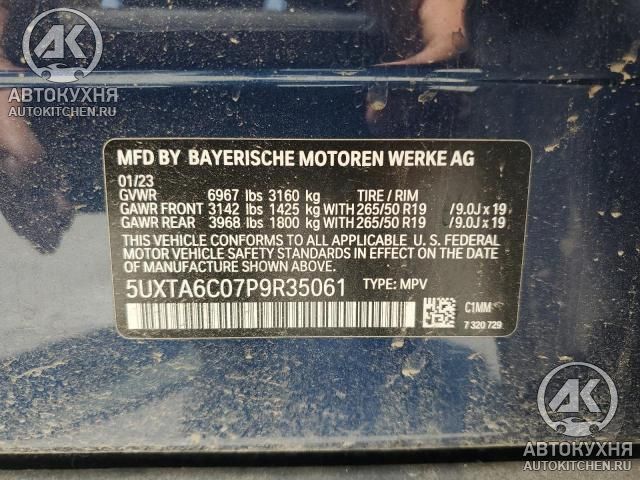 AK
АВТОКУХНЯ
AUTOKITCHEN.RU
MFD BY BAYERISCHE MOTOREN WERKE AG
01/23
GVWR 6967 lbs 3160 kg TIRE / RIM
GAWR FRONT 3142 lbs 1425 kg WITH 265/50 R19 /9.0J x 19
GAWR REAR 3968 lbs 1800 kg WITH 265/50 R19 /9.0J x 19
THIS VEHICLE CONFORMS TO ALL APPLICABLE U. S. FEDERAL
MOTOR VEHICLE SAFETY STANDARDS IN EFFECT ON THE DATE
OF MANUFACTURE SHOWN ABOVE.
5UXTA6C07P9R35061 TYPE: MPV
C1MM
7 320 729
AK
АВТОКУХНЯ
AUTOKITCHEN.RU